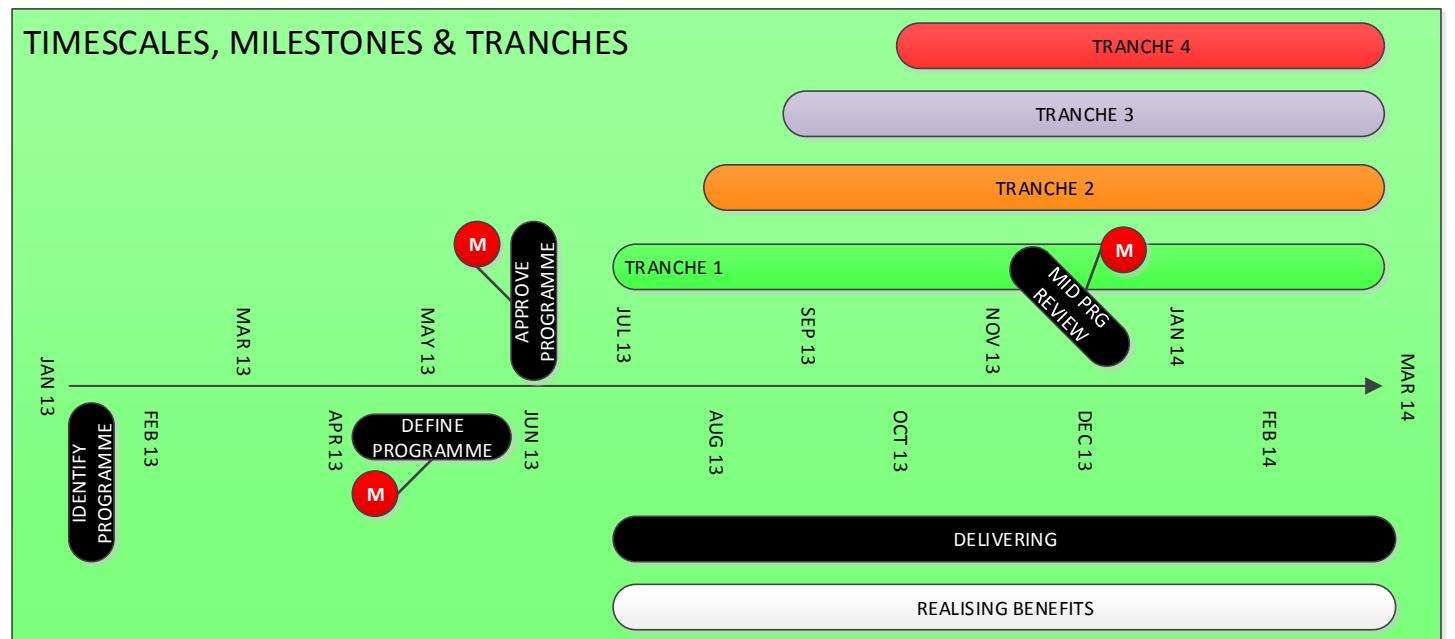 TIMESCALES, MILESTONES & TRANCHES
TRANCHE 4
TRANCHE 3
TRANCHE 2
TRANCHE 1
M
APPROVE
PROGRAMME
M
MID PRG
REVIEW
JAN 13
MAR 13
MAY 13
JUL 13
SEP 13
NOV 13
JAN 14
MAR 14
FEB 13
APR 13
JUN 13
AUG 13
OCT 13
DEC 13
FEB 14
IDENTIFY
PROGRAMME
DEFINE
PROGRAMME
M
DELIVERING
REALISING BENEFITS